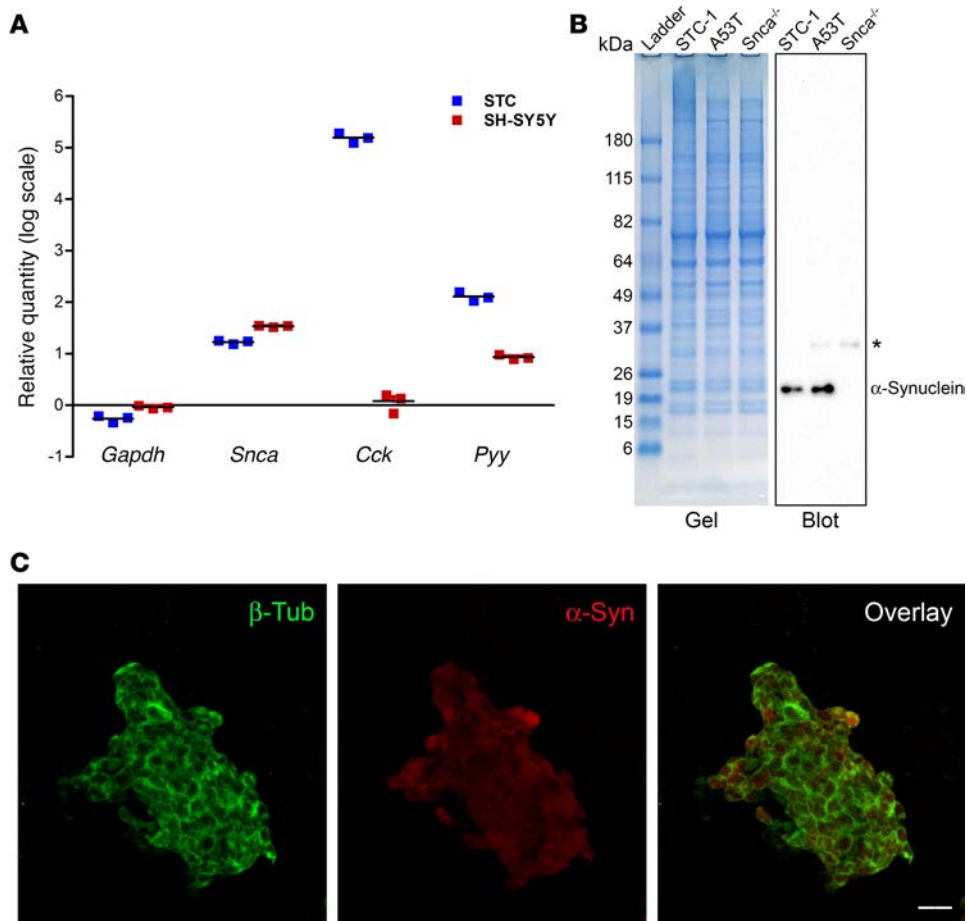 A
Relative quantity (log scale)
6
5
4
3
2
1
0
-1
STC
SH-SY5Y
Gapdh Snca Cck Pyy
B
kDa
Ladder
STC-1
A53T
Snca⁻/⁻
STC-1
A53T
Snca⁻/⁻
180
115
82
64
49
37
26
19
15
6
*
α-Synuclein
Gel Blot
C
β-Tub α-Syn Overlay